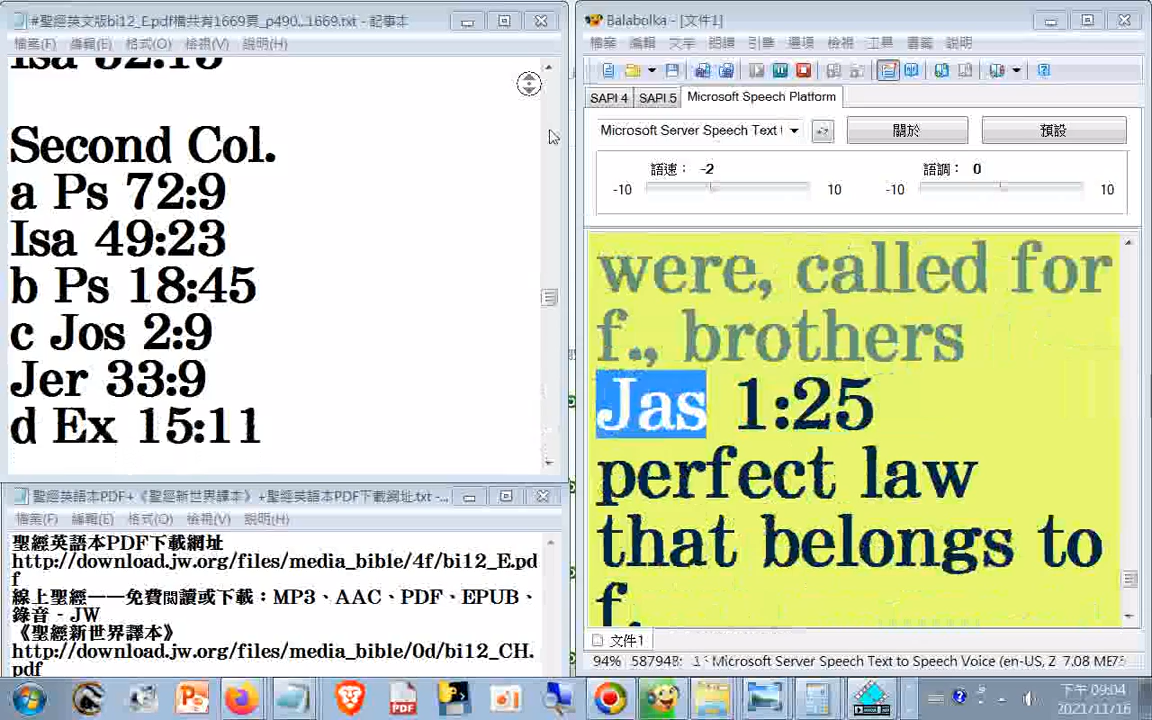 #聖經英文版bi12_E.pdf檔共有1669頁_p490...1669.txt - 記事本
檔案(F) 編輯(E) 格式(O) 檢視(V) 說明(H)
Isa 52:15
Second Col.
a Ps 72:9
Isa 49:23
b Ps 18:45
c Jos 2:9
Jer 33:9
d Ex 15:11
聖經英語本PDF+《聖經新世界譯本》+聖經英語本PDF下載網址.txt -...
檔案(F) 編輯(E) 格式(O) 檢視(V) 說明(H)
聖經英語本PDF下載網址
http://download.jw.org/files/media_bible/4f/bi12_E.pd
f
線上聖經——免費閱讀或下載：MP3、AAC、PDF、EPUB、
錄音 - JW
《聖經新世界譯本》
http://download.jw.org/files/media_bible/0d/bi12_CH.
pdf
Balabolka - [文件1]
檔案 編輯 文字 朗讀 引擎 選項 檢視 工具 書籤 說明
SAPI 4 SAPI 5 Microsoft Speech Platform
Microsoft Server Speech Text 關於 預設
語速： -2 語調： 0
-10 10 -10 10
were, called for
f., brothers
Jas 1:25
perfect law
that belongs to
f.
文件1
94% Microsoft Server Speech Text to Speech Voice (en-US, Z 7.08 ME
下午 09:04
2021/11/16